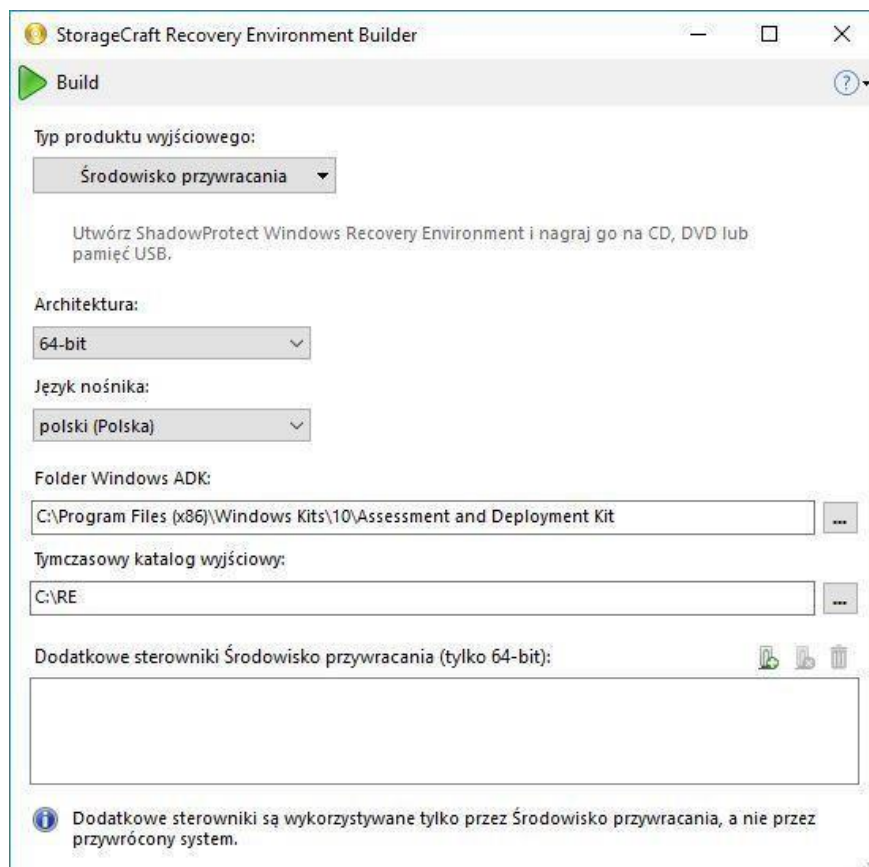 StorageCraft Recovery Environment Builder
Build
Typ produktu wyjściowego:
Środowisko przywracania
Utwórz ShadowProtect Windows Recovery Environment i nagraj go na CD, DVD lub
pamięć USB.
Architektura:
64-bit
Język nośnika:
polski (Polska)
Folder Windows ADK:
C:\Program Files (x86)\Windows Kits\10\Assessment and Deployment Kit
...
Tymczasowy katalog wyjściowy:
C:\RE
...
Dodatkowe sterowniki Środowisko przywracania (tylko 64-bit):
Dodatkowe sterowniki są wykorzystywane tylko przez Środowisko przywracania, a nie przez
przywrócony system.